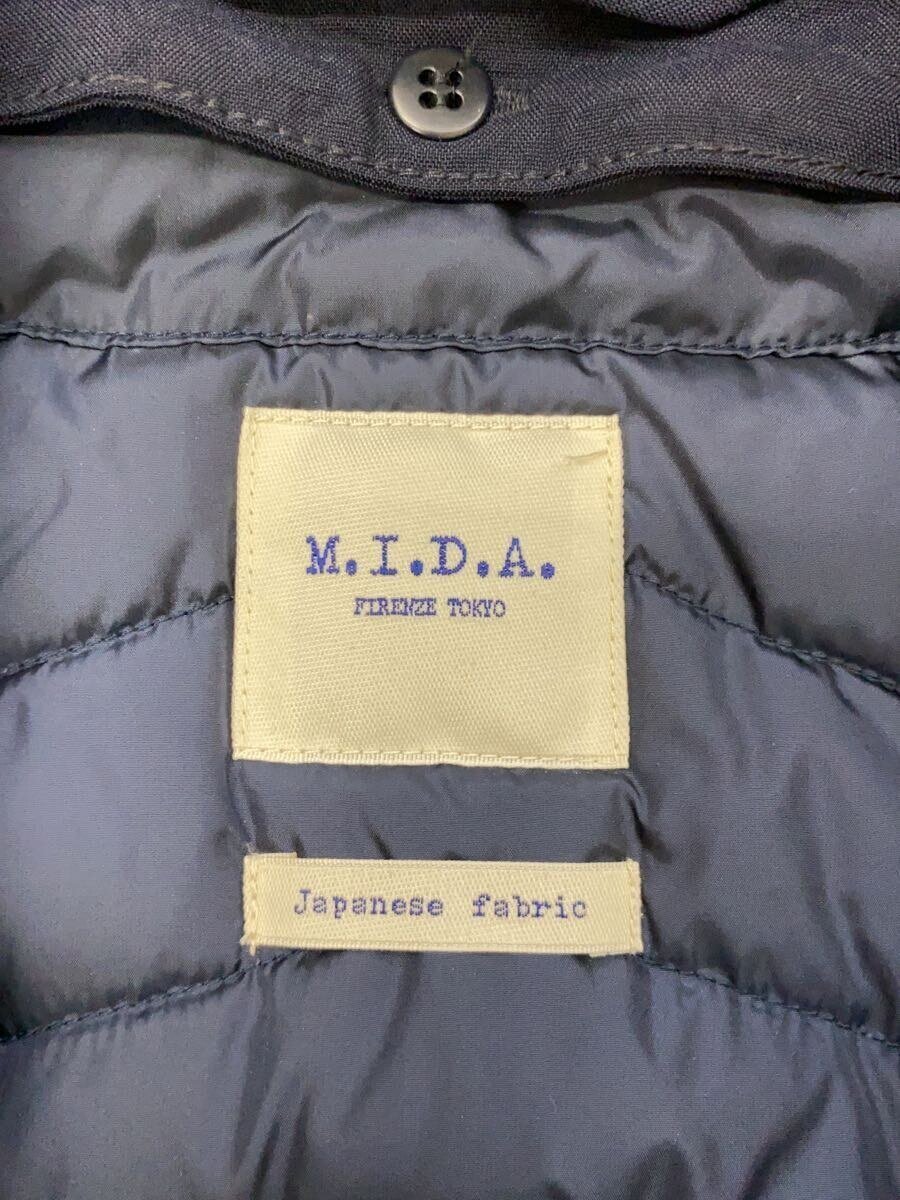 M.I.D.A.
FIRENZE TOKYO
Japanese fabric